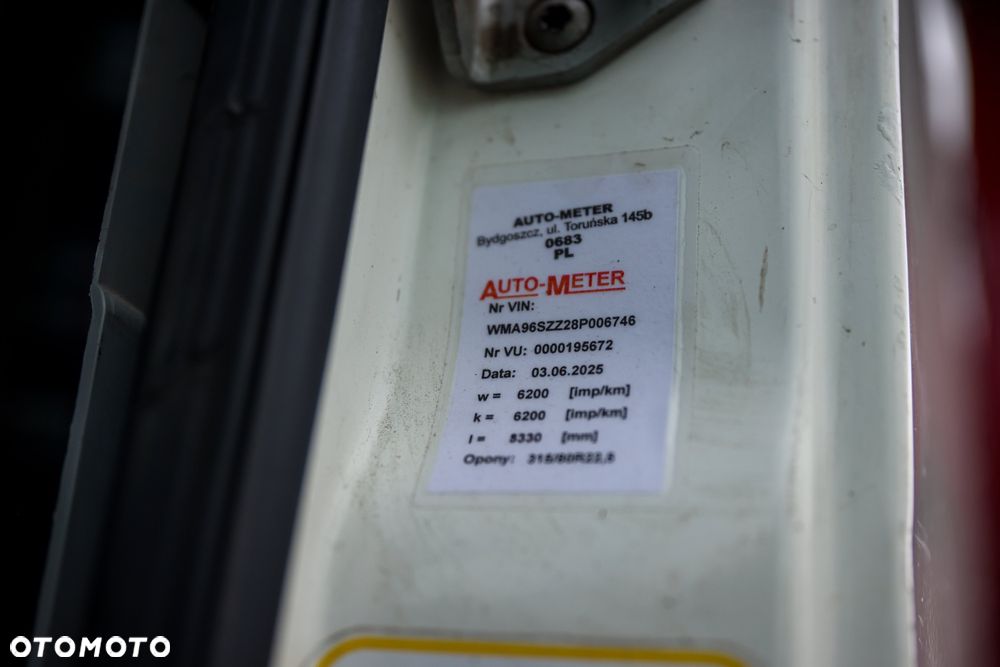 AUTO-METER
Bydgoszcz, ul. Toruńska 145b
0683
PL
AUTO-METER
Nr VIN:
WMA96SZZ28P006746
Nr VU: 0000195672
Data: 03.06.2025
w = 6200 [imp/km]
k = 6200 [imp/km]
l = 3330 [mm]
Opony: 315/80R22,5
OTOMOTO